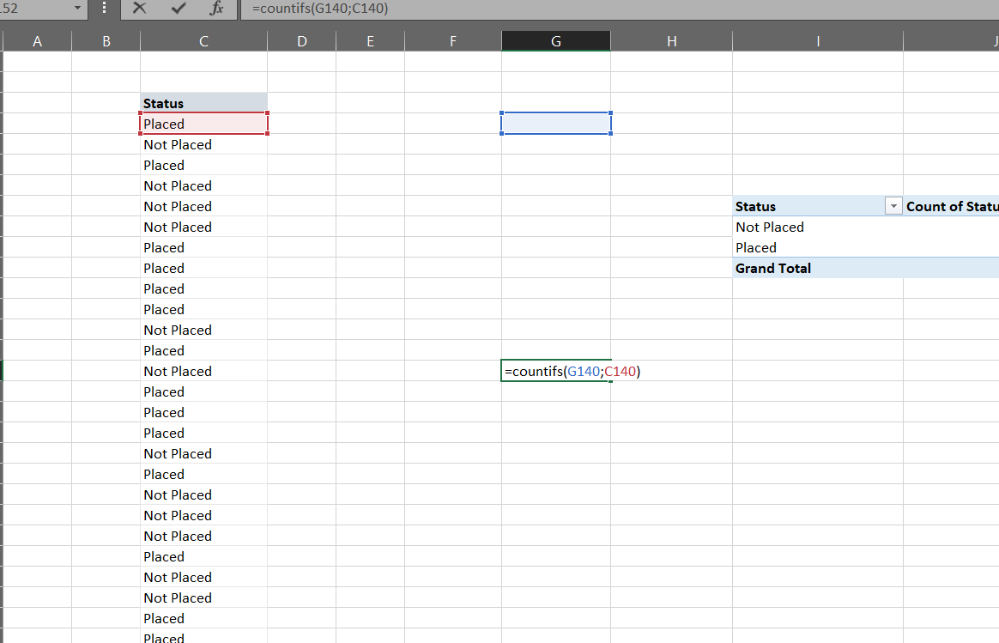 52 fx =countifs(G140;C140)
A B C D E F G H I J
Status
Placed
Not Placed
Placed
Not Placed
Not Placed Status Count of Statu
Not Placed Not Placed
Placed Placed
Placed Grand Total
Placed
Placed
Not Placed
Placed
Not Placed =countifs(G140;C140)
Placed
Placed
Placed
Not Placed
Placed
Not Placed
Not Placed
Not Placed
Placed
Not Placed
Not Placed
Placed
Placed